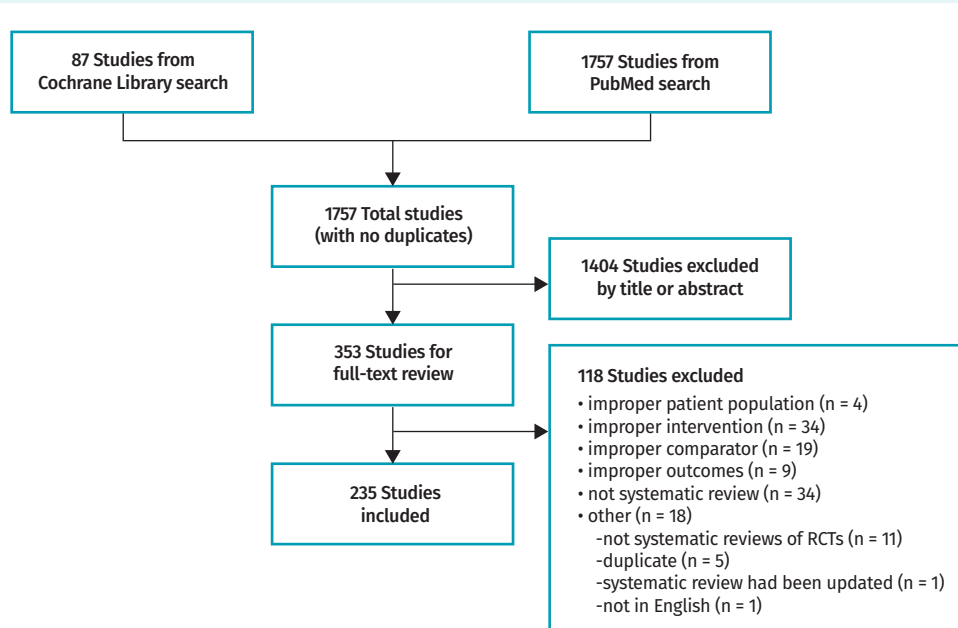 87 Studies from
Cochrane Library search
1757 Studies from
PubMed search
1757 Total studies
(with no duplicates)
1404 Studies excluded
by title or abstract
353 Studies for
full-text review
118 Studies excluded
• improper patient population (n = 4)
• improper intervention (n = 34)
• improper comparator (n = 19)
• improper outcomes (n = 9)
• not systematic review (n = 34)
• other (n = 18)
-not systematic reviews of RCTs (n = 11)
-duplicate (n = 5)
-systematic review had been updated (n = 1)
-not in English (n = 1)
235 Studies
included